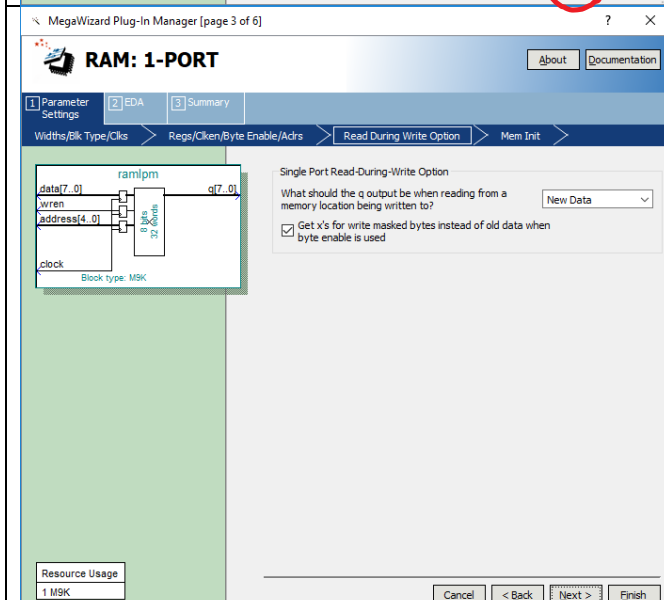 MegaWizard Plug-In Manager [page 3 of 6]
? X
RAM: 1-PORT
About
Documentation
1 Parameter Settings
2 EDA
3 Summary
Widths/Blk Type/Clks
Regs/Clken/Byte Enable/Aclrs
Read During Write Option
Mem Init
ramlpm
data[7..0]
q[7..0]
wren
address[4..0]
8 bits
32 words
clock
Block type: M9K
Single Port Read-During-Write Option
What should the q output be when reading from a
memory location being written to?
New Data
Get x's for write masked bytes instead of old data when
byte enable is used
Resource Usage
1 M9K
Cancel
< Back
Next >
Finish